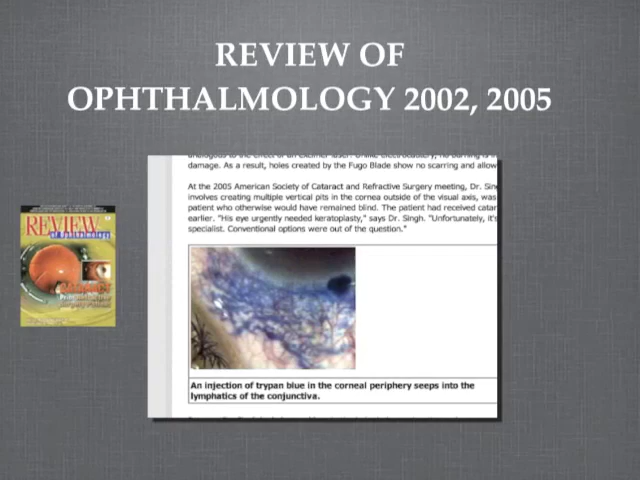 REVIEW OF
OPHTHALMOLOGY 2002, 2005
damage. As a result, holes created by the Fugo Blade show no scarring and allow
At the 2005 American Society of Cataract and Refractive Surgery meeting, Dr. Sin
involves creating multiple vertical pits in the cornea outside of the visual axis, was
patient who otherwise would have remained blind. The patient had received catar
earlier. "His eye urgently needed keratoplasty," says Dr. Singh. "Unfortunately, it's
specialist. Conventional options were out of the question."
REVIEW
of Ophthalmology
An injection of trypan blue in the corneal periphery seeps into the
lymphatics of the conjunctiva.